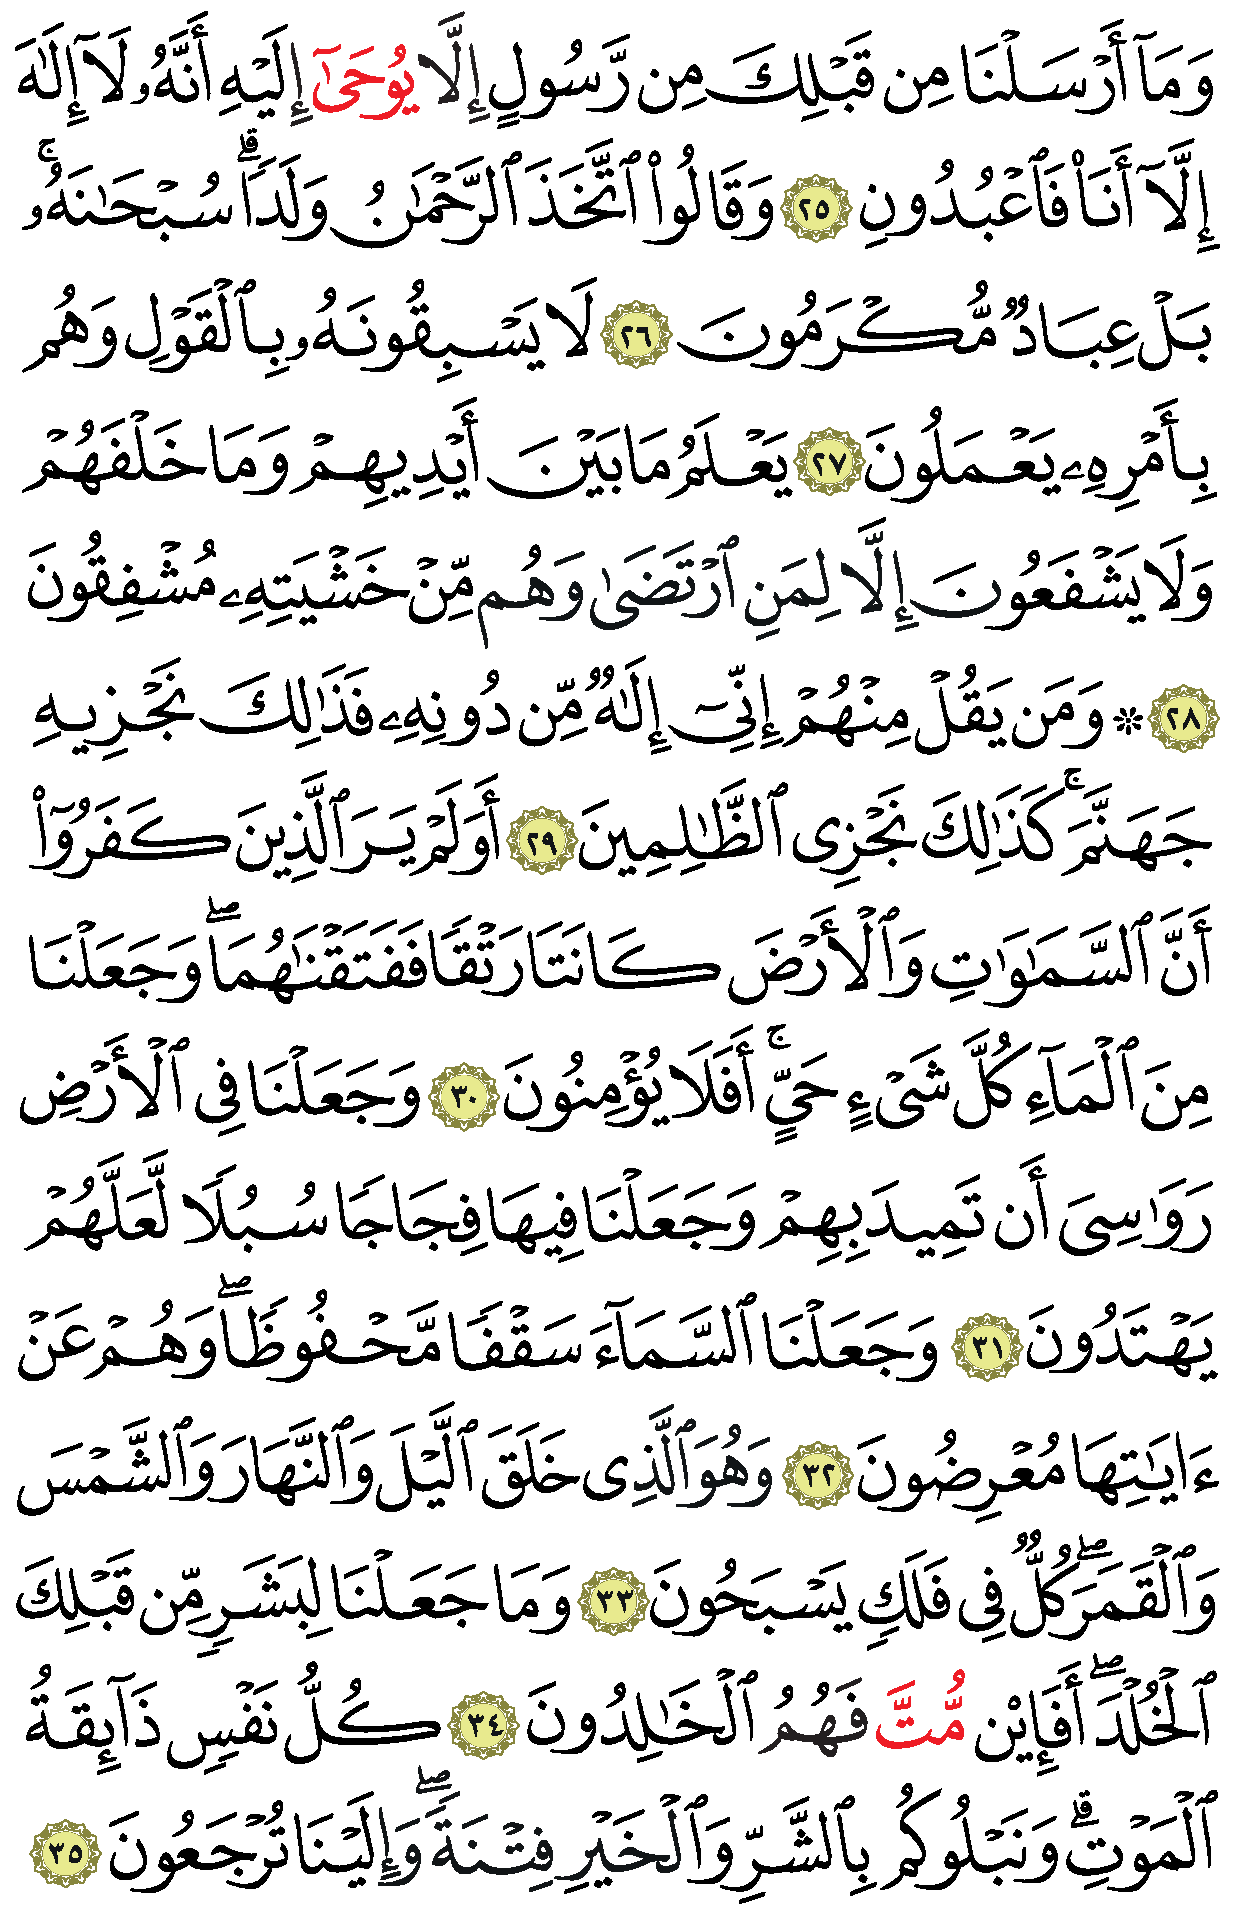 وَمَآ أَرْسَلْنَا مِن قَبْلِكَ مِن رَّسُولٍ إِلَّا يُوحَىٰٓ إِلَيْهِ أَنَّهُۥ لَآ إِلَٰهَ
إِلَّآ أَنَا۠ فَٱعْبُدُونِ ٢٥ وَقَالُوا۟ ٱتَّخَذَ ٱلرَّحْمَٰنُ وَلَدًا ۗ سُبْحَٰنَهُۥ ۚ
بَلْ عِبَادٌ مُّكْرَمُونَ ٢٦ لَا يَسْبِقُونَهُۥ بِٱلْقَوْلِ وَهُم
بِأَمْرِهِۦ يَعْمَلُونَ ٢٧ يَعْلَمُ مَا بَيْنَ أَيْدِيهِمْ وَمَا خَلْفَهُمْ
وَلَا يَشْفَعُونَ إِلَّا لِمَنِ ٱرْتَضَىٰ وَهُم مِّنْ خَشْيَتِهِۦ مُشْفِقُونَ
٢٨ ۞ وَمَن يَقُلْ مِنْهُمْ إِنِّىٓ إِلَٰهٌ مِّن دُونِهِۦ فَذَٰلِكَ نَجْزِيهِ
جَهَنَّمَ ۚ كَذَٰلِكَ نَجْزِى ٱلظَّٰلِمِينَ ٢٩ أَوَلَمْ يَرَ ٱلَّذِينَ كَفَرُوٓا۟
أَنَّ ٱلسَّمَٰوَٰتِ وَٱلْأَرْضَ كَانَتَا رَتْقًا فَفَتَقْنَٰهُمَا ۖ وَجَعَلْنَا
مِنَ ٱلْمَآءِ كُلَّ شَىْءٍ حَىٍّ ۚ أَفَلَا يُؤْمِنُونَ ٣٠ وَجَعَلْنَا فِى ٱلْأَرْضِ
رَوَٰسِىَ أَن تَمِيدَ بِهِمْ وَجَعَلْنَا فِيهَا فِجَاجًا سُبُلًا لَّعَلَّهُمْ
يَهْتَدُونَ ٣١ وَجَعَلْنَا ٱلسَّمَآءَ سَقْفًا مَّحْفُوظًا ۖ وَهُمْ عَنْ
ءَايَٰتِهَا مُعْرِضُونَ ٣٢ وَهُوَ ٱلَّذِى خَلَقَ ٱلَّيْلَ وَٱلنَّهَارَ وَٱلشَّمْسَ
وَٱلْقَمَرَ ۖ كُلٌّ فِى فَلَكٍ يَسْبَحُونَ ٣٣ وَمَا جَعَلْنَا لِبَشَرٍ مِّن قَبْلِكَ
ٱلْخُلْدَ ۖ أَفَإِي۟ن مُّتَّ فَهُمُ ٱلْخَٰلِدُونَ ٣٤ كُلُّ نَفْسٍ ذَآئِقَةُ
ٱلْمَوْتِ ۗ وَنَبْلُوكُم بِٱلشَّرِّ وَٱلْخَيْرِ فِتْنَةً ۖ وَإِلَيْنَا تُرْجَعُونَ ٣٥